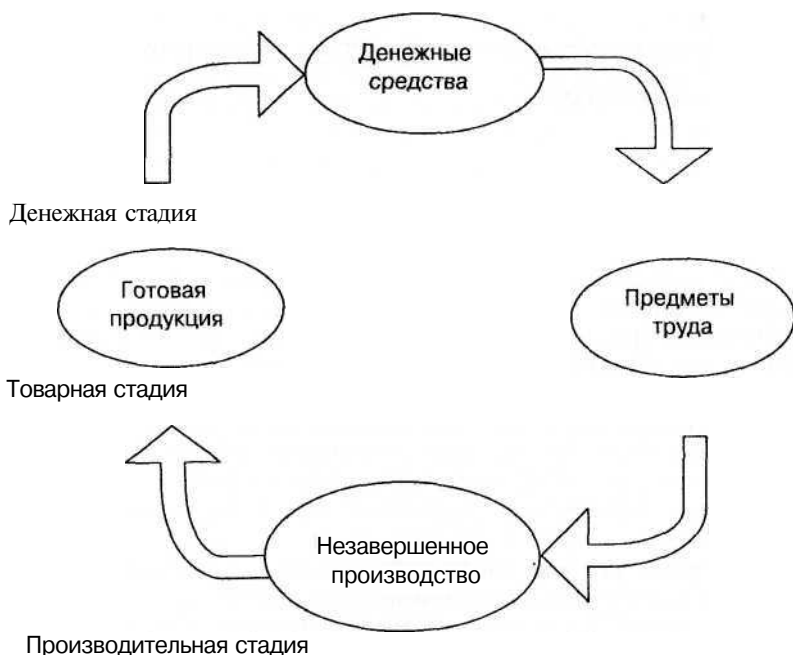 Денежные
средства
Денежная стадия
Готовая
продукция
Предметы
труда
Товарная стадия
Незавершенное
производство
Производительная стадия